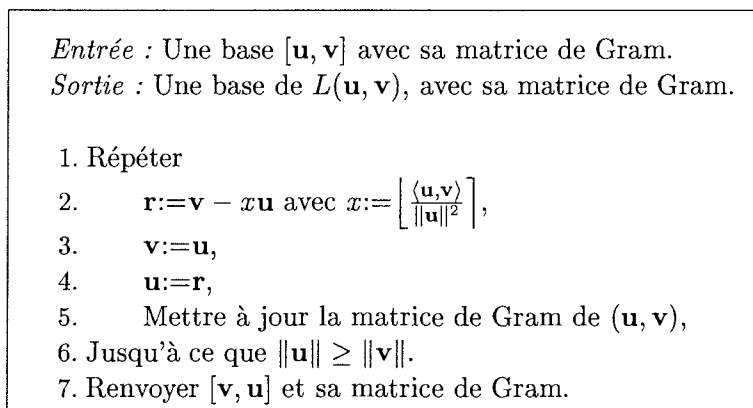 Entrée : Une base [u, v] avec sa matrice de Gram.
Sortie : Une base de L(u, v), avec sa matrice de Gram.
1. Répéter
2. r:=v − xu avec x:=⌊⟨u,v⟩/‖u‖²⌉,
3. v:=u,
4. u:=r,
5. Mettre à jour la matrice de Gram de (u, v),
6. Jusqu'à ce que ‖u‖ ≥ ‖v‖.
7. Renvoyer [v, u] et sa matrice de Gram.